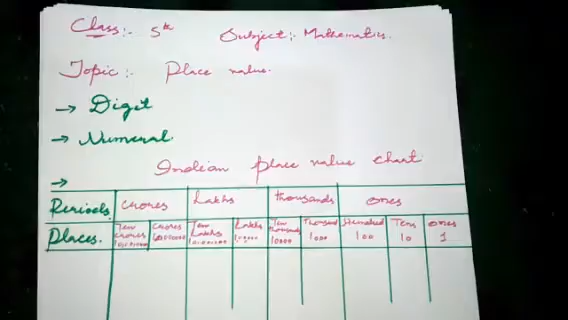 Class:- 5th Subject:- Mathematics.
Topic:- Place value.
→ Digit
→ Numeral.
Indian place value chart
→
Periods crores Lakhs thousands ones
Places. Ten crores crores Ten Lakhs Lakhs Ten thousands Thousand Hundred Tens ones
10000 1000 100 10 1